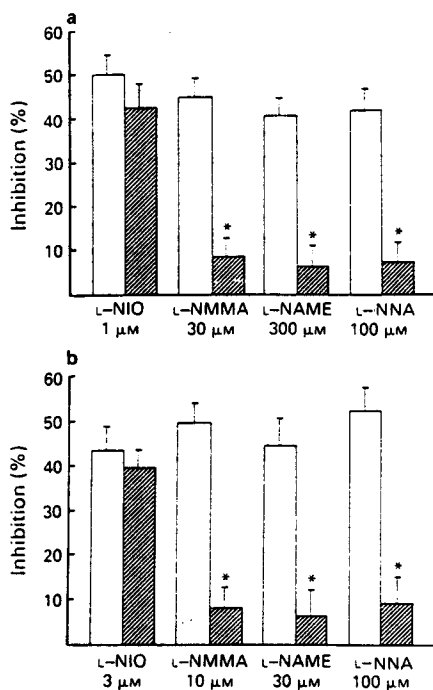 a
Inhibition (%)
60
50
40
30
20
10
* * *
L-NIO L-NMMA L-NAME L-NNA
1 μM 30 μM 300 μM 100 μM
b
Inhibition (%)
60
50
40
30
20
10
* * *
L-NIO L-NMMA L-NAME L-NNA
3 μM 10 μM 30 μM 100 μM